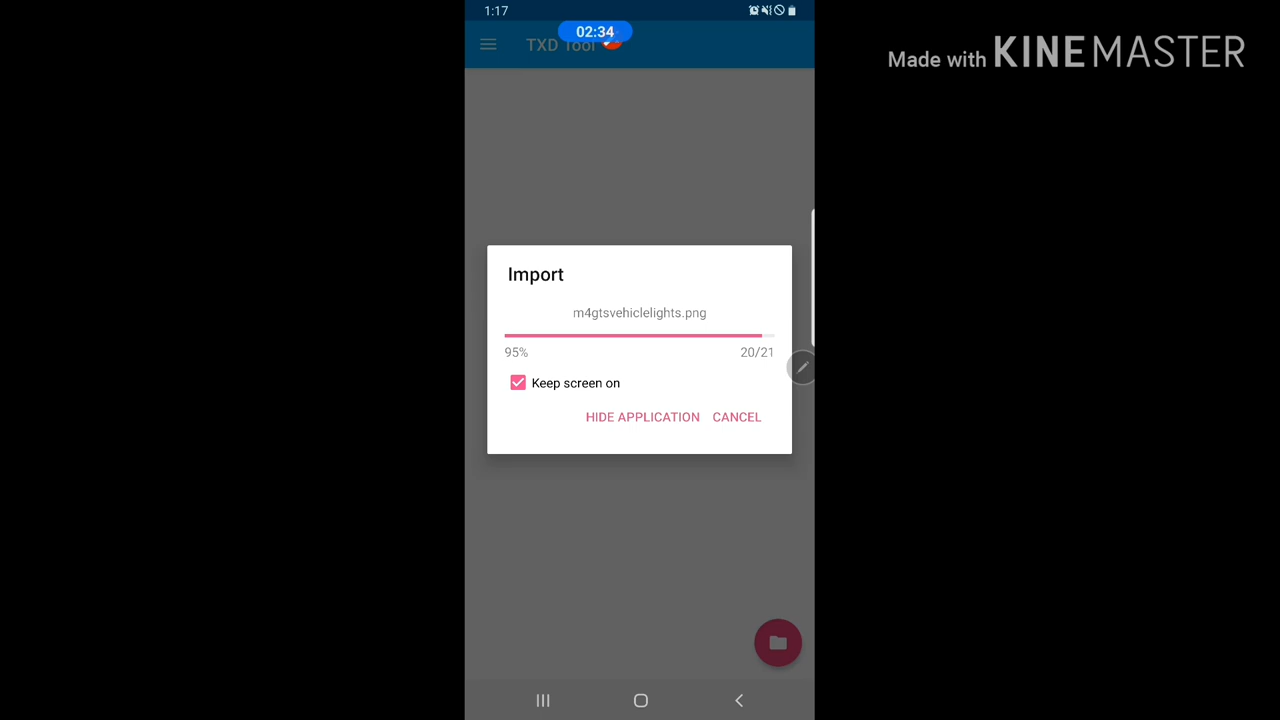 1:17
02:34
TXD Tool
Made with KINEMASTER
Import
m4gtsvehiclelights.png
95% 20/21
Keep screen on
HIDE APPLICATION CANCEL